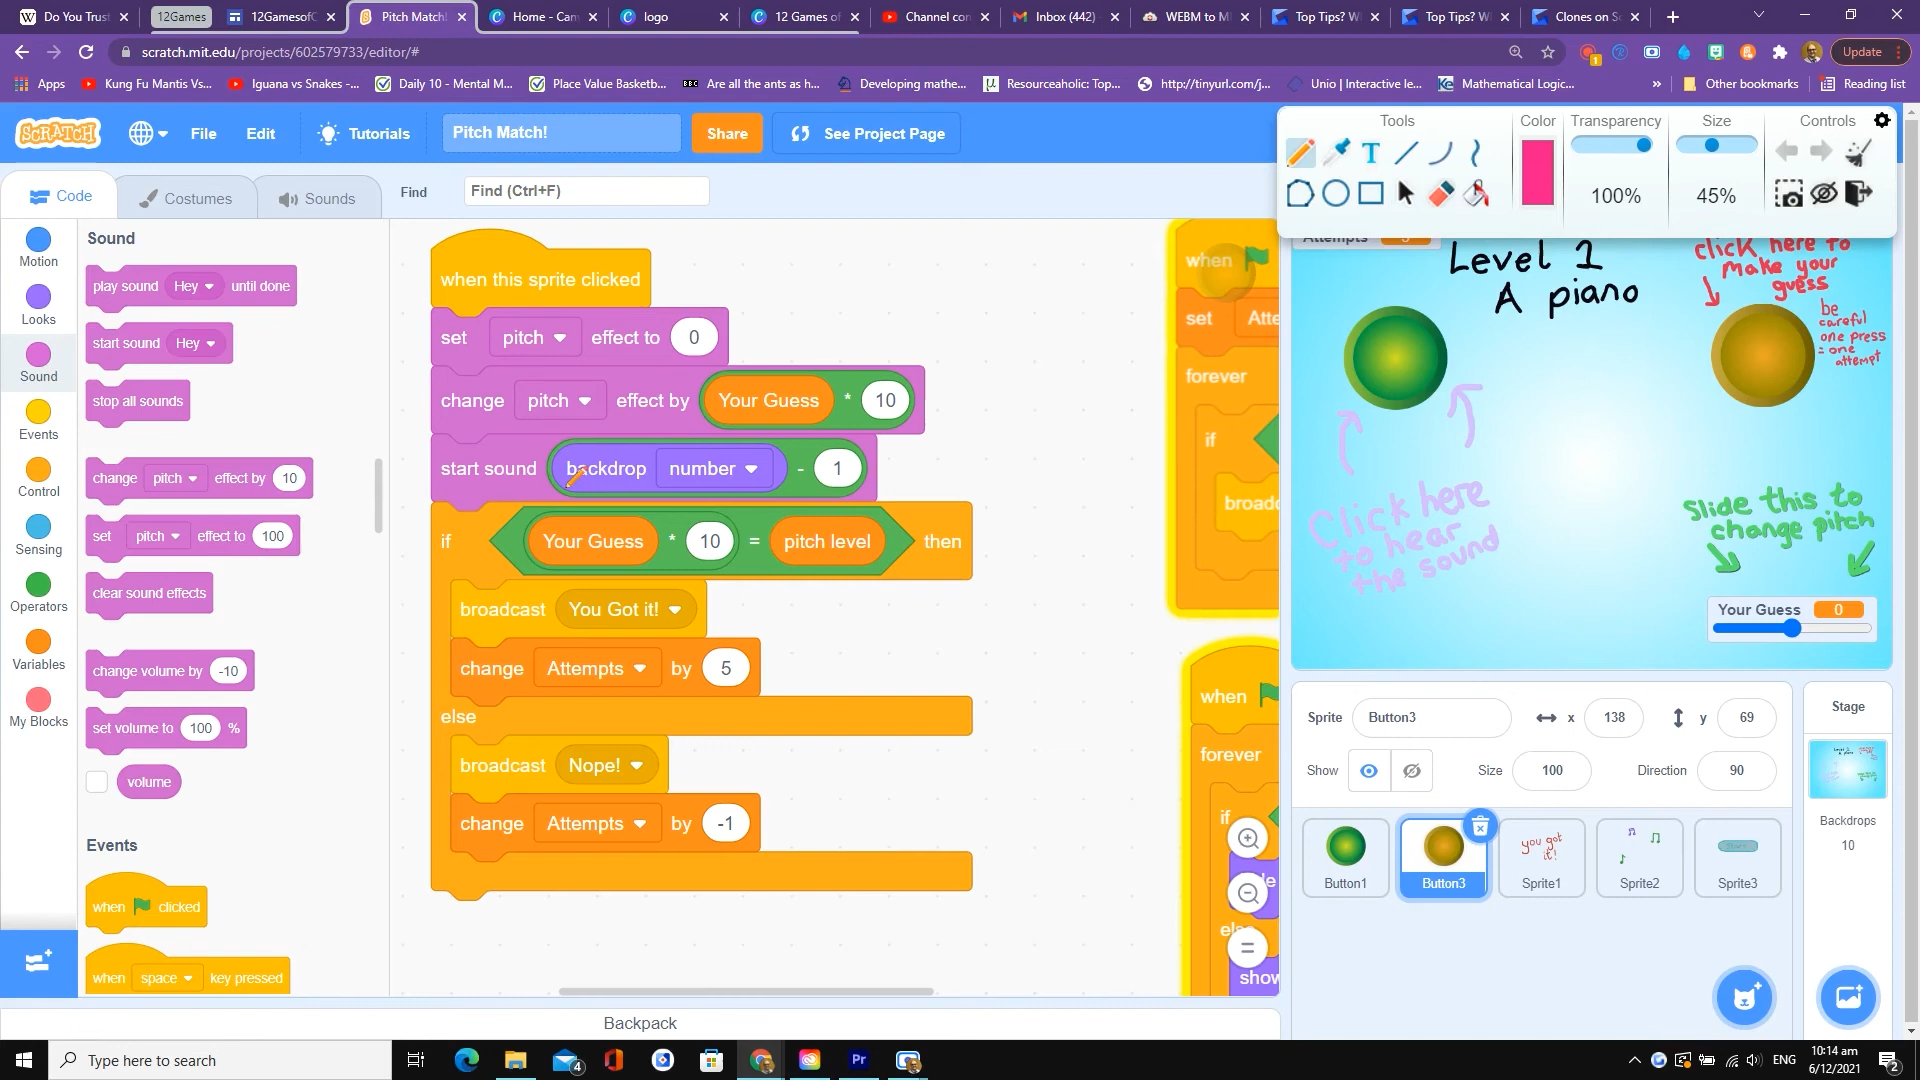 Do You Trust
12Games
12GamesofC
Pitch Match!
Home - Can
logo
12 Games of
Channel con
Inbox (442)
WEBM to M
Top Tips? W
Top Tips? W
Clones on S
scratch.mit.edu/projects/602579733/editor/#
Update
Apps
Kung Fu Mantis Vs...
Iguana vs Snakes -...
Daily 10 - Mental M...
Place Value Basketb...
BBC
Are all the ants as h...
Developing mathe...
Resourceaholic: Top...
http://tinyurl.com/j...
Unio | Interactive le...
Mathematical Logic...
»
Other bookmarks
Reading list
SCRATCH
File
Edit
Tutorials
Pitch Match!
Share
See Project Page
Tools
Color
Transparency
Size
Controls
100%
45%
Code
Costumes
Sounds
Find
Find (Ctrl+F)
Motion
Looks
Sound
Events
Control
Sensing
Operators
Variables
My Blocks
Sound
play sound Hey until done
start sound Hey
stop all sounds
change pitch effect by 10
set pitch effect to 100
clear sound effects
change volume by -10
set volume to 100 %
volume
Events
when clicked
when space key pressed
when this sprite clicked
set pitch effect to 0
change pitch effect by Your Guess * 10
start sound backdrop number - 1
if Your Guess * 10 = pitch level then
broadcast You Got it!
change Attempts by 5
else
broadcast Nope!
change Attempts by -1
when
set Atte
forever
if
broadc
when
forever
if
show
Level 1
A piano
click here to
make your
guess
be
careful
one press
= one
attempt
Click here
to hear
the sound
Slide this to
change pitch
Your Guess 0
Sprite Button3 x 138 y 69
Show Size 100 Direction 90
Button1
Button3
you got
it!
Sprite1
Sprite2
Sprite3
Stage
Backdrops
10
Backpack
Type here to search
4
Pr
ENG
10:14 am
6/12/2021
2